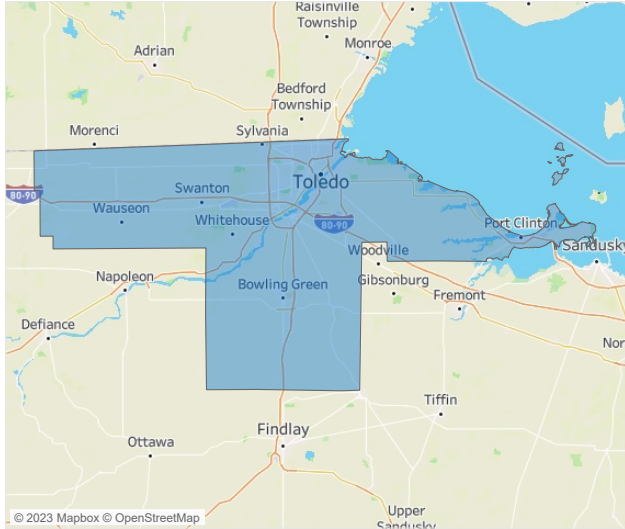 Raisinville
Township
Adrian
Monroe
Bedford
Township
Morenci
Sylvania
Toledo
80-90
Swanton
Wauseon
Whitehouse
80-90
Port Clinton
Woodville
Sandusky
Napoleon
Bowling Green
Gibsonburg
Fremont
Defiance
Nor
Tiffin
Findlay
Ottawa
Upper
Sandusky
© 2023 Mapbox © OpenStreetMap